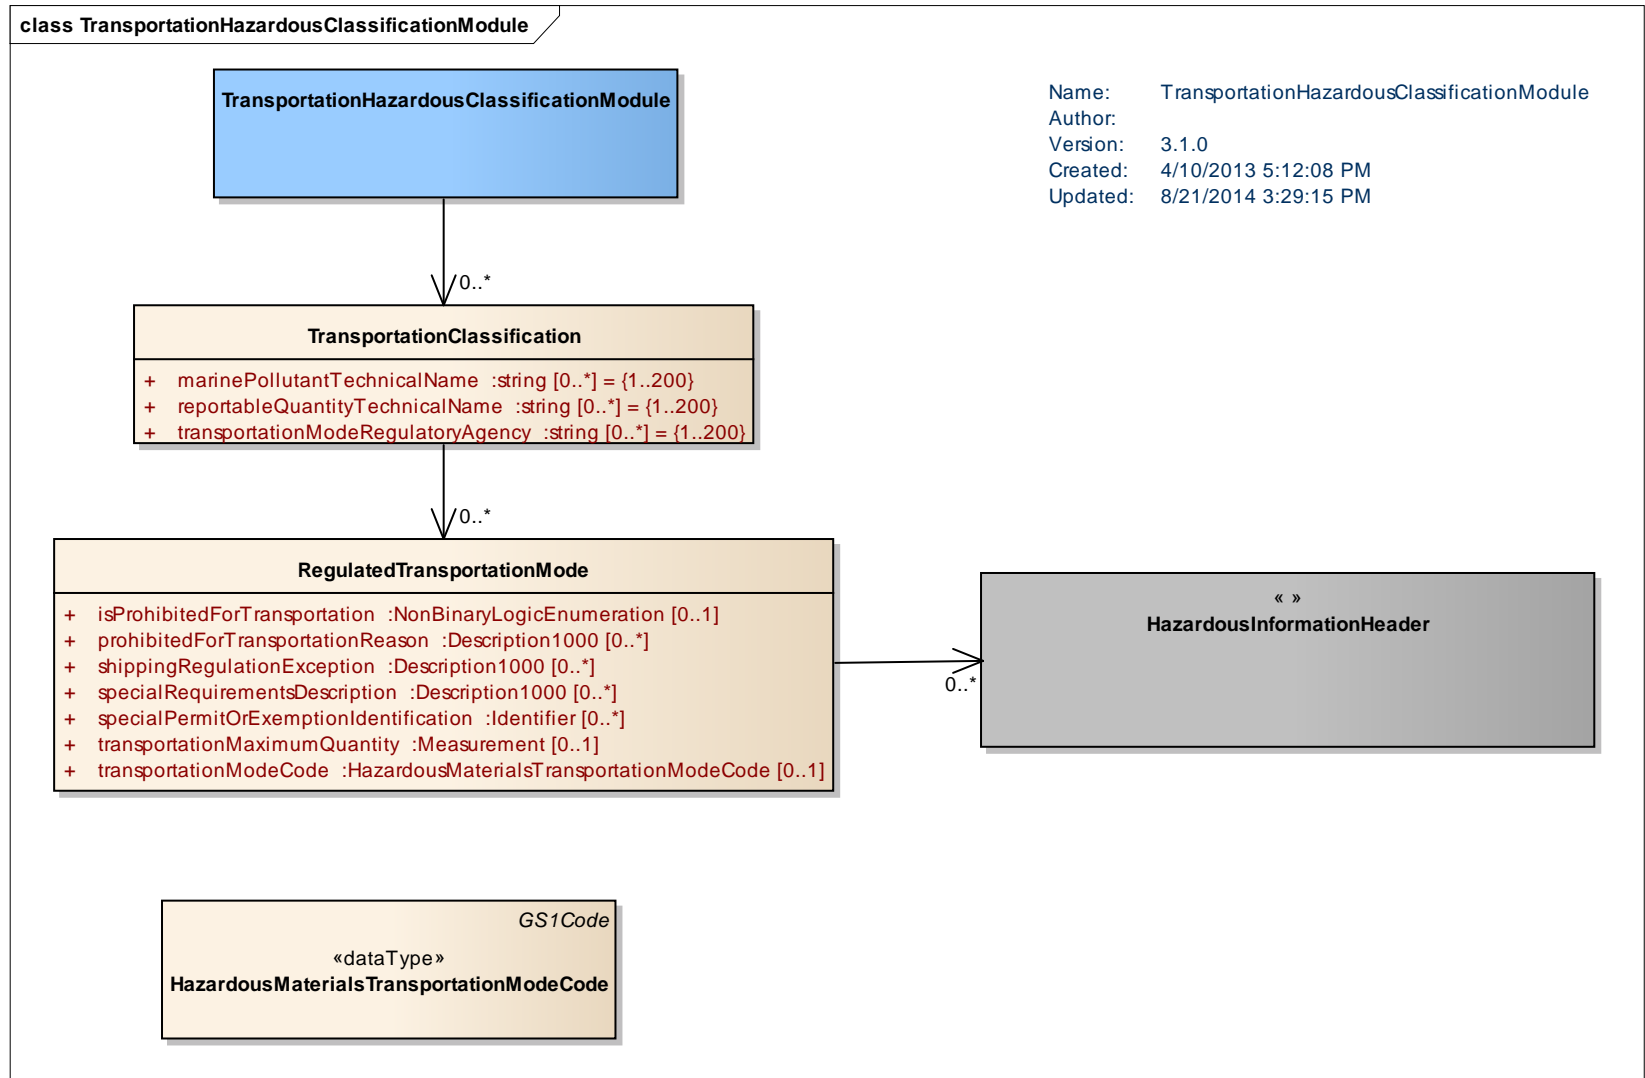 class TransportationHazardousClassificationModule
TransportationHazardousClassificationModule
Name: TransportationHazardousClassificationModule
Author:
Version: 3.1.0
Created: 4/10/2013 5:12:08 PM
Updated: 8/21/2014 3:29:15 PM
0..*
TransportationClassification
+ marinePollutantTechnicalName :string [0..*] = {1..200}
+ reportableQuantityTechnicalName :string [0..*] = {1..200}
+ transportationModeRegulatoryAgency :string [0..*] = {1..200}
0..*
RegulatedTransportationMode
+ isProhibitedForTransportation :NonBinaryLogicEnumeration [0..1]
+ prohibitedForTransportationReason :Description1000 [0..*]
+ shippingRegulationException :Description1000 [0..*]
+ specialRequirementsDescription :Description1000 [0..*]
+ specialPermitOrExemptionIdentification :Identifier [0..*]
+ transportationMaximumQuantity :Measurement [0..1]
+ transportationModeCode :HazardousMaterialsTransportationModeCode [0..1]
0..*
« »
HazardousInformationHeader
GS1Code
«dataType»
HazardousMaterialsTransportationModeCode